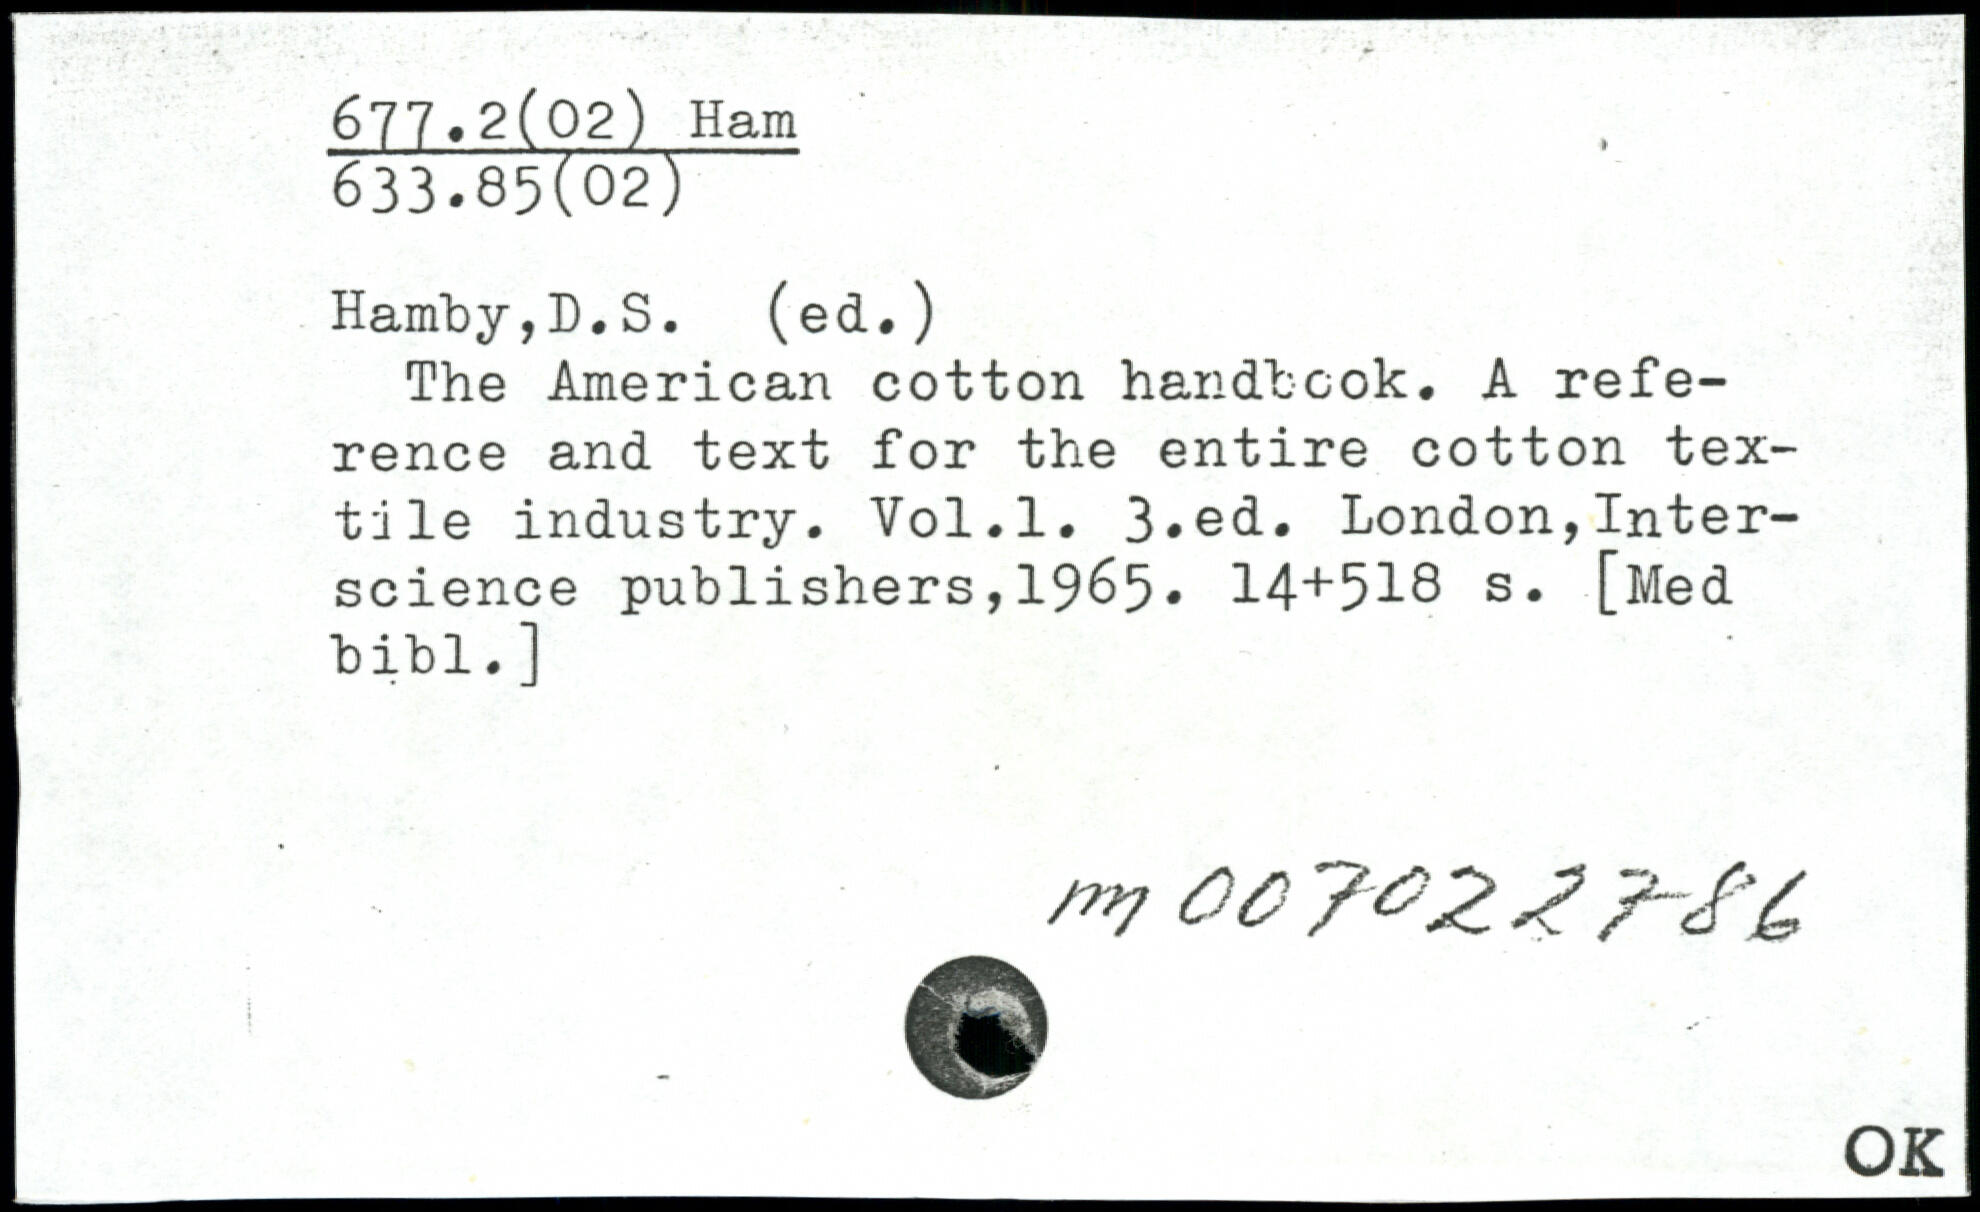 677.2(02) Ham
633.85(02)
Hamby,D.S. (ed.)
The American cotton handbook. A refe-
rence and text for the entire cotton tex-
tile industry. Vol.1. 3.ed. London,Inter-
science publishers,1965. 14+518 s. [Med
bibl.]
m 007022786
OK